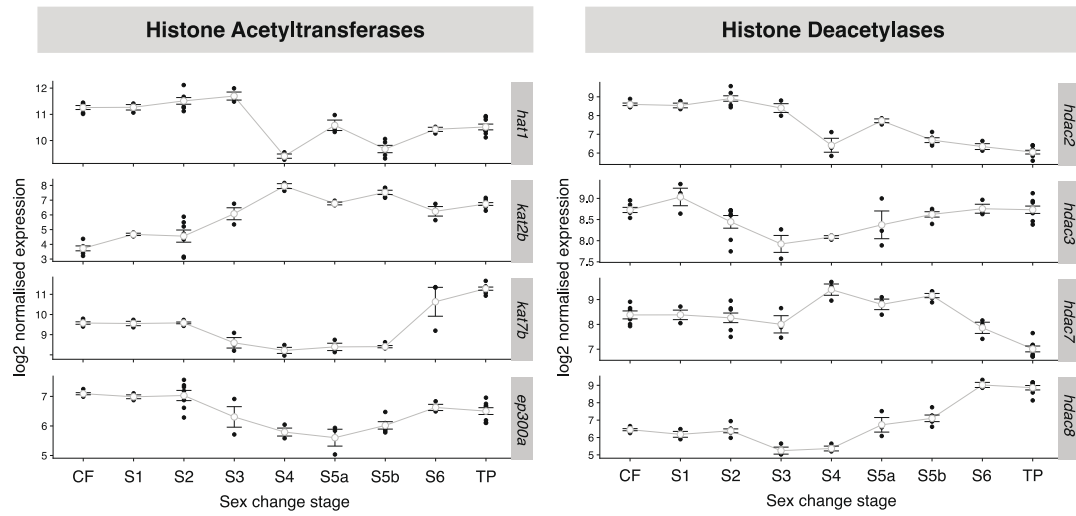 Histone Acetyltransferases
log2 normalised expression
12
11
10
hat1
8
7
6
5
4
3
kat2b
11
10
9
kat7b
7
6
5
ep300a
CF S1 S2 S3 S4 S5a S5b S6 TP
Sex change stage
Histone Deacetylases
log2 normalised expression
9
8
7
6
hdac2
9.0
8.5
8.0
7.5
hdac3
9
8
7
hdac7
9
8
7
6
5
hdac8
CF S1 S2 S3 S4 S5a S5b S6 TP
Sex change stage